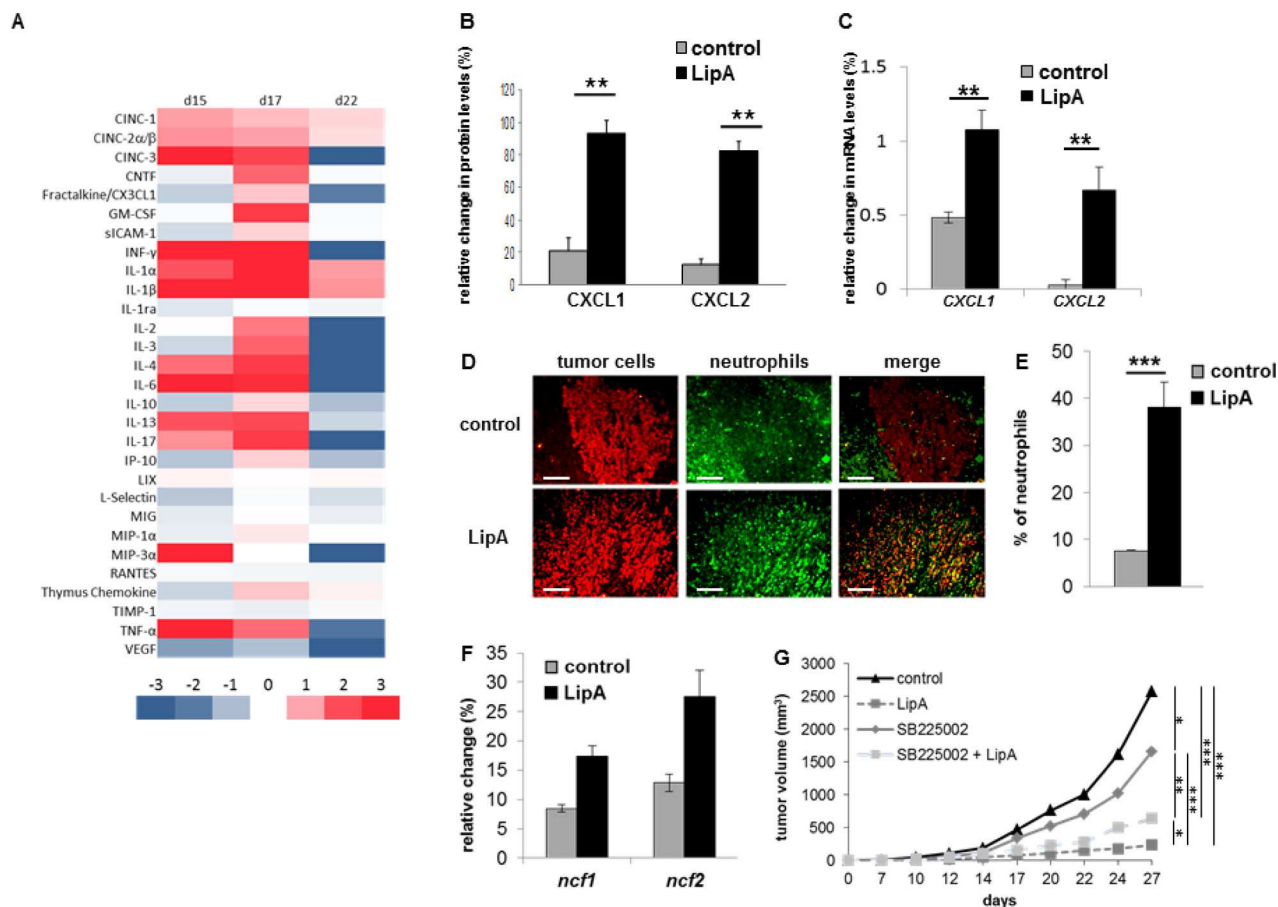 A
d15 d17 d22
CINC-1
CINC-2α/β
CINC-3
CNTF
Fractalkine/CX3CL1
GM-CSF
sICAM-1
INF-γ
IL-1α
IL-1β
IL-1ra
IL-2
IL-3
IL-4
IL-6
IL-10
IL-13
IL-17
IP-10
LIX
L-Selectin
MIG
MIP-1α
MIP-3α
RANTES
Thymus Chemokine
TIMP-1
TNF-α
VEGF
-3 -2 -1 0 1 2 3
B
control
LipA
relative change in protein levels (%)
120
100
80
60
40
20
0
**
**
CXCL1 CXCL2
C
control
LipA
relative change in mRNA levels (%)
1.5
1
0.5
0
**
**
CXCL1 CXCL2
D
tumor cells neutrophils merge
control
LipA
E
control
LipA
% of neutrophils
50
40
30
20
10
0
***
F
control
LipA
relative change (%)
35
30
25
20
15
10
5
0
ncf1 ncf2
G
control
LipA
SB225002
SB225002 + LipA
tumor volume (mm³)
3000
2500
2000
1500
1000
500
0
0 7 10 12 14 17 20 22 24 27
days
*
**
*
***
***
***